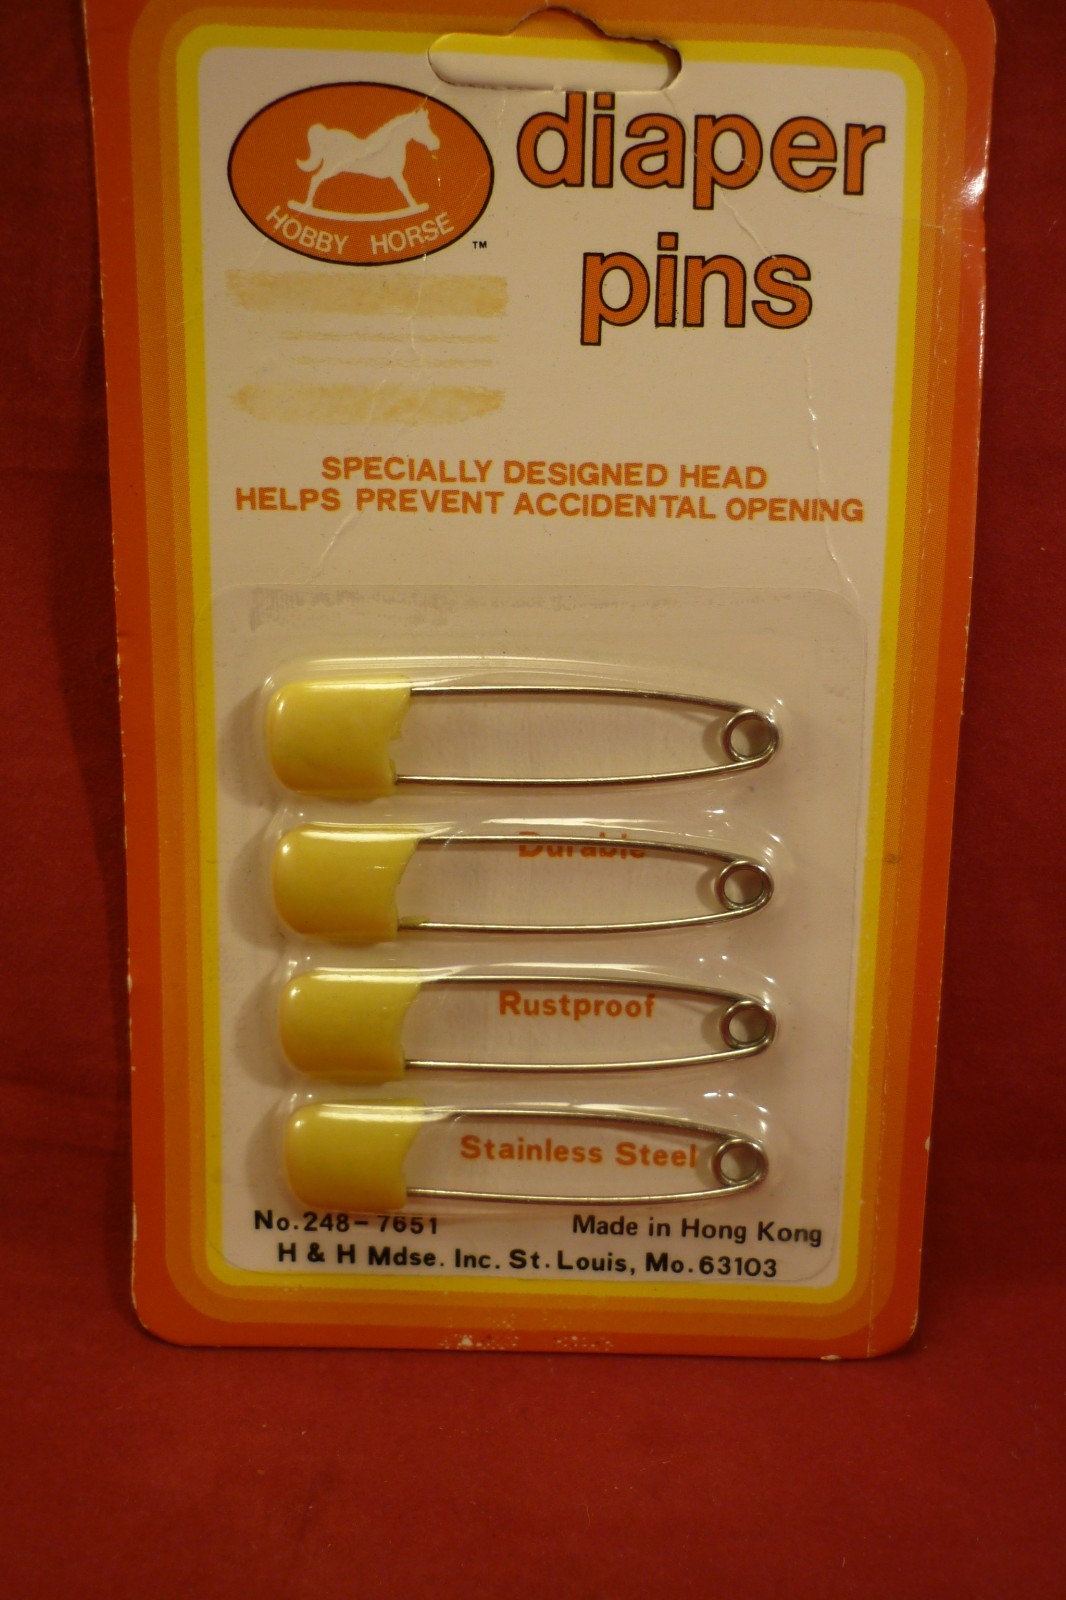 HOBBY HORSE
TM
diaper
pins
SPECIALLY DESIGNED HEAD
HELPS PREVENT ACCIDENTAL OPENING
Durable
Rustproof
Stainless Steel
No. 248-7651
Made in Hong Kong
H & H Mdse. Inc. St. Louis, Mo. 63103